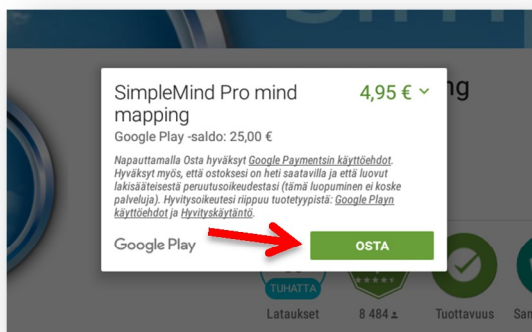 SimpleMind Pro mind
mapping
4,95 €
Google Play -saldo: 25,00 €
Napauttamalla Osta hyväksyt Google Paymentsin käyttöehdot.
Hyväksyt myös, että ostoksesi on heti saatavilla ja että luovut
lakisääteisestä peruutusoikeudestasi (tämä luopuminen ei koske
palveluja). Hyvitysoikeutesi riippuu tuotetyypistä: Google Playn
käyttöehdot ja Hyvityskäytäntö.
Google Play
OSTA
TUHATTA
Lataukset
8 484
Tuottavuus